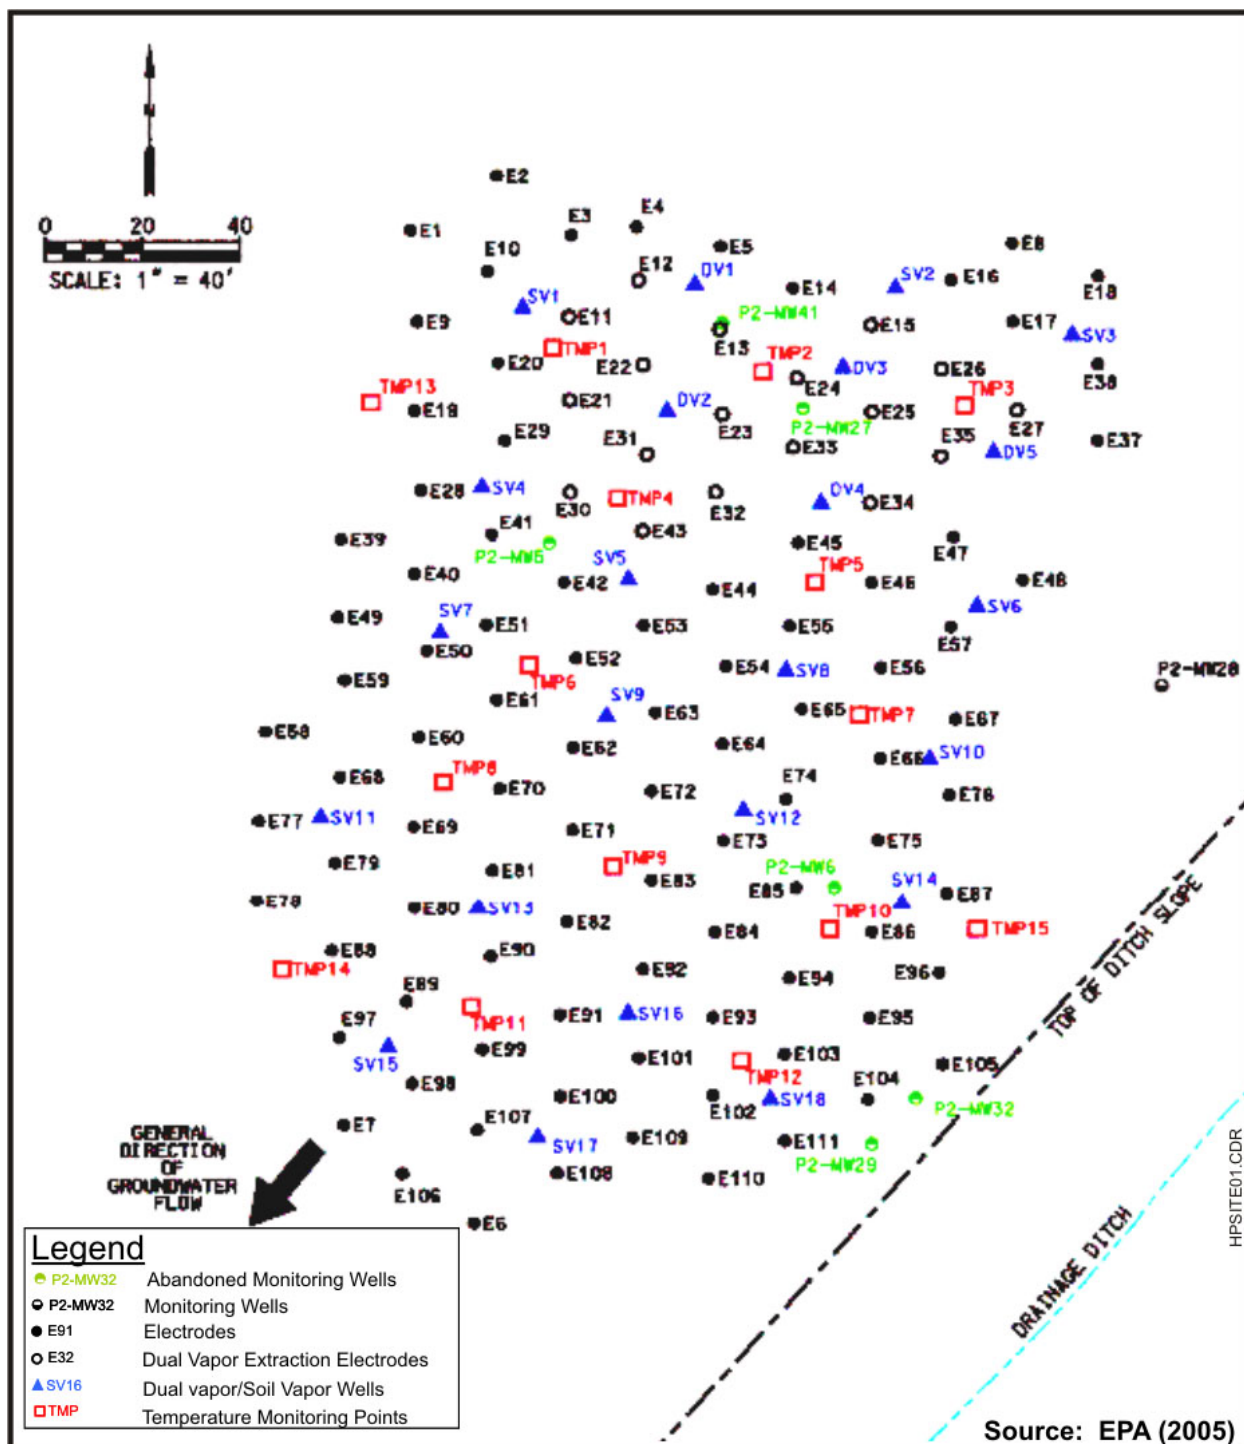 N
0 20 40
SCALE: 1" = 40'
E2
E1
E3
E4
E10
E5
E8
E12
DV1
E14
SV2
E16
E18
SV1
E11
P2-MW41
E15
E17
SV3
E9
E13
TMP1
TMP2
E20
E22
DV3
E26
E38
TMP13
E24
TMP3
E19
E21
DV2
E23
P2-MW27
E25
E27
E29
E31
E33
E35
E37
DV5
E28
SV4
E30
TMP4
E32
DV4
E34
E41
E43
E39
P2-MW5
SV5
E45
E47
TMP5
E40
E42
E44
E46
E48
E49
SV7
SV6
E51
E53
E55
E57
E50
E52
E54
SV8
E56
P2-MW28
E59
TMP6
E61
SV9
E63
E65
TMP7
E67
E58
E60
E62
E64
E66
SV10
E68
TMP8
E70
E72
E74
E76
E77
SV11
SV12
E69
E71
E73
E75
E79
E81
TMP9
P2-MW6
E83
E85
SV14
E87
E78
E80
SV13
TMP10
E82
E84
E86
TMP15
E88
E90
TMP14
E92
E94
E96
E89
TMP11
E91
SV16
E93
E95
TOP OF DITCH SLOPE
E97
SV15
E99
E101
E103
E105
TMP12
E98
E100
E102
SV18
E104
P2-MW32
E7
E107
SV17
E109
E111
P2-MW29
GENERAL
DIRECTION
OF
GROUNDWATER
FLOW
E106
E108
E110
E6
HPSITE01.CDR
DRAINAGE DITCH
Legend
P2-MW32 Abandoned Monitoring Wells
P2-MW32 Monitoring Wells
E91 Electrodes
E32 Dual Vapor Extraction Electrodes
SV16 Dual vapor/Soil Vapor Wells
TMP Temperature Monitoring Points
Source: EPA (2005)